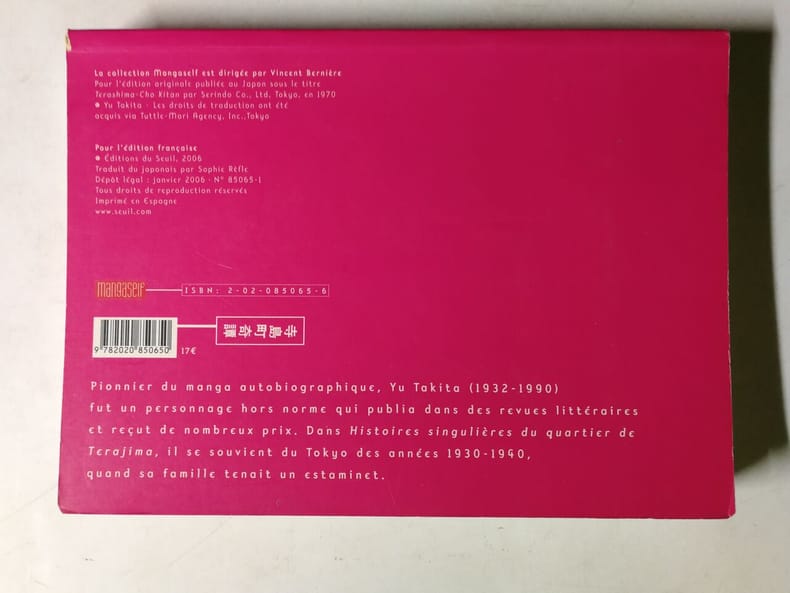 La collection Mangaself est dirigée par Vincent Bernière
Pour l'édition originale publiée au Japon sous le titre
Terashima-Cho Kitan par Serindo Co., Ltd, Tokyo, en 1970
● Yu Takita · Les droits de traduction ont été
acquis via Tuttle-Mori Agency, Inc.,Tokyo
Pour l'édition française
● Éditions du Seuil, 2006
Traduit du japonais par Sophie Rèfle
Dépôt légal : janvier 2006 · N° 85065-1
Tous droits de reproduction réservés
Imprimé en Espagne
www.seuil.com
mangaself
ISBN: 2-02-085065-6
9 782020 850650
17€
寺島町奇譚
Pionnier du manga autobiographique, Yu Takita (1932-1990)
fut un personnage hors norme qui publia dans des revues littéraires
et reçut de nombreux prix. Dans Histoires singulières du quartier de
Terajima, il se souvient du Tokyo des années 1930-1940,
quand sa famille tenait un estaminet.